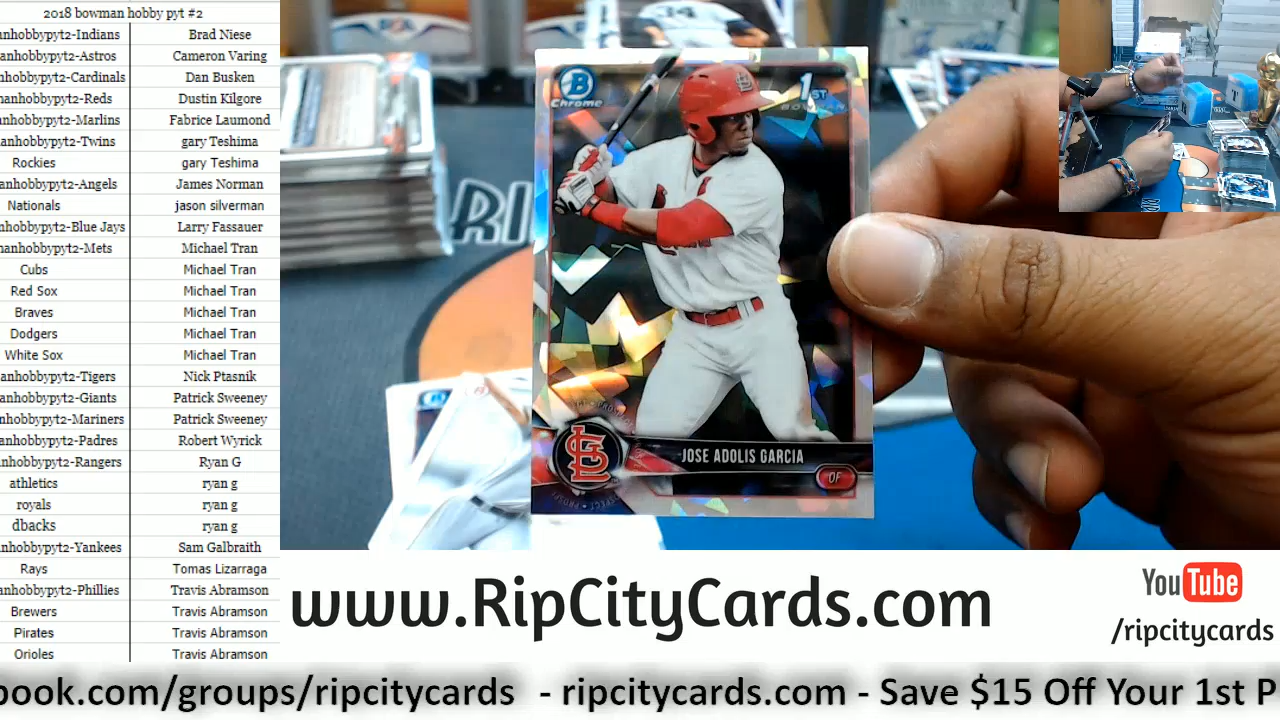 2018 bowman hobby pyt #2
anhobbypyt2-Indians Brad Niese
anhobbypyt2-Astros Cameron Varing
nhobbypyt2-Cardinals Dan Busken
manhobbypyt2-Reds Dustin Kilgore
manhobbypyt2-Marlins Fabrice Laumond
manhobbypyt2-Twins gary Teshima
Rockies gary Teshima
anhobbypyt2-Angels James Norman
Nationals jason silverman
anhobbypyt2-Blue Jays Larry Fassauer
manhobbypyt2-Mets Michael Tran
Cubs Michael Tran
Red Sox Michael Tran
Braves Michael Tran
Dodgers Michael Tran
White Sox Michael Tran
anhobbypyt2-Tigers Nick Ptasnik
anhobbypyt2-Giants Patrick Sweeney
nhobbypyt2-Mariners Patrick Sweeney
anhobbypyt2-Padres Robert Wyrick
nhobbypyt2-Rangers Ryan G
athletics ryan g
royals ryan g
dbacks ryan g
nhobbypyt2-Yankees Sam Galbraith
Rays Tomas Lizarraga
anhobbypyt2-Phillies Travis Abramson
Brewers Travis Abramson
Pirates Travis Abramson
Orioles Travis Abramson
34
B
Chrome
1ST
BOWMAN
RI
JOSE ADOLIS GARCIA
OF
www.RipCityCards.com
YouTube
/ripcitycards
book.com/groups/ripcitycards - ripcitycards.com - Save $15 Off Your 1st P